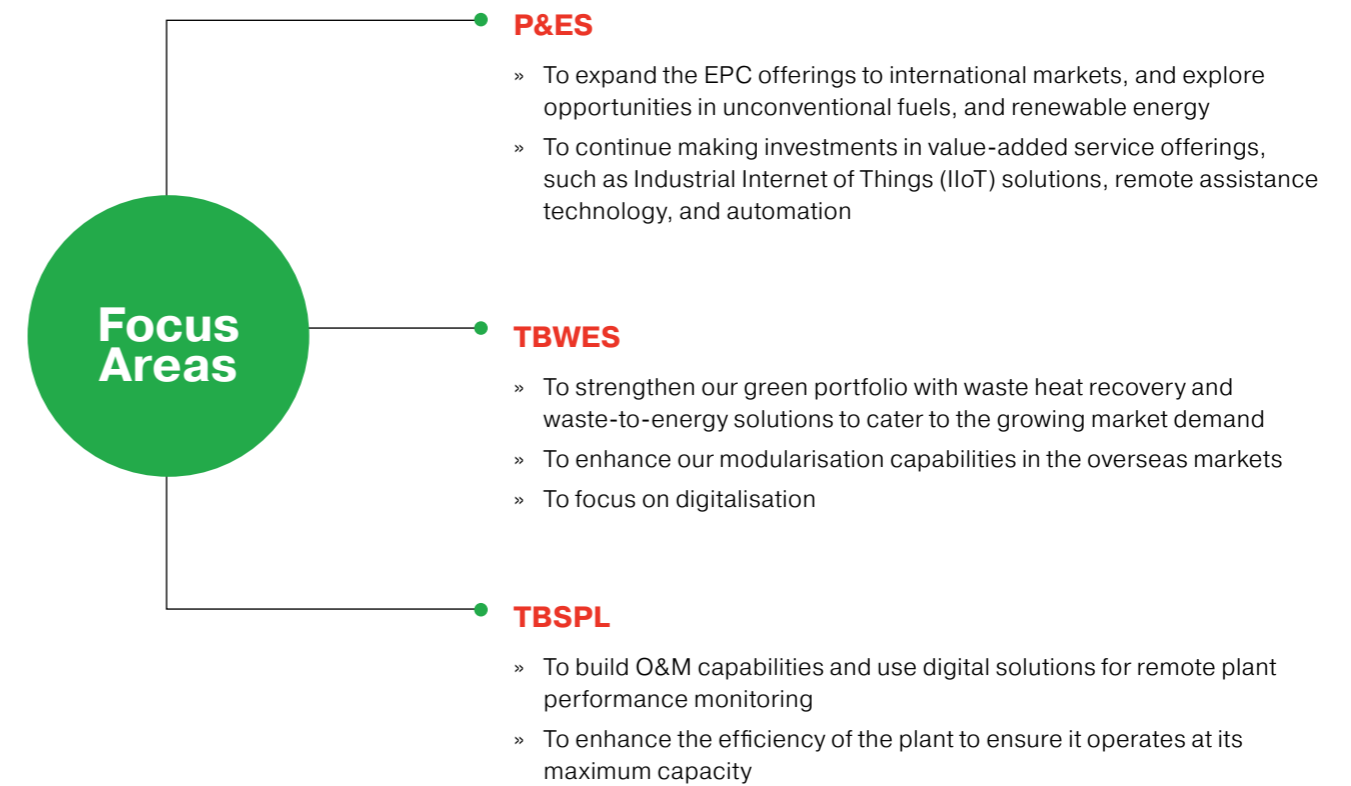 P&ES
» To expand the EPC offerings to international markets, and explore
opportunities in unconventional fuels, and renewable energy
» To continue making investments in value-added service offerings,
such as Industrial Internet of Things (IIoT) solutions, remote assistance
technology, and automation
Focus
Areas
TBWES
» To strengthen our green portfolio with waste heat recovery and
waste-to-energy solutions to cater to the growing market demand
» To enhance our modularisation capabilities in the overseas markets
» To focus on digitalisation
TBSPL
» To build O&M capabilities and use digital solutions for remote plant
performance monitoring
» To enhance the efficiency of the plant to ensure it operates at its
maximum capacity